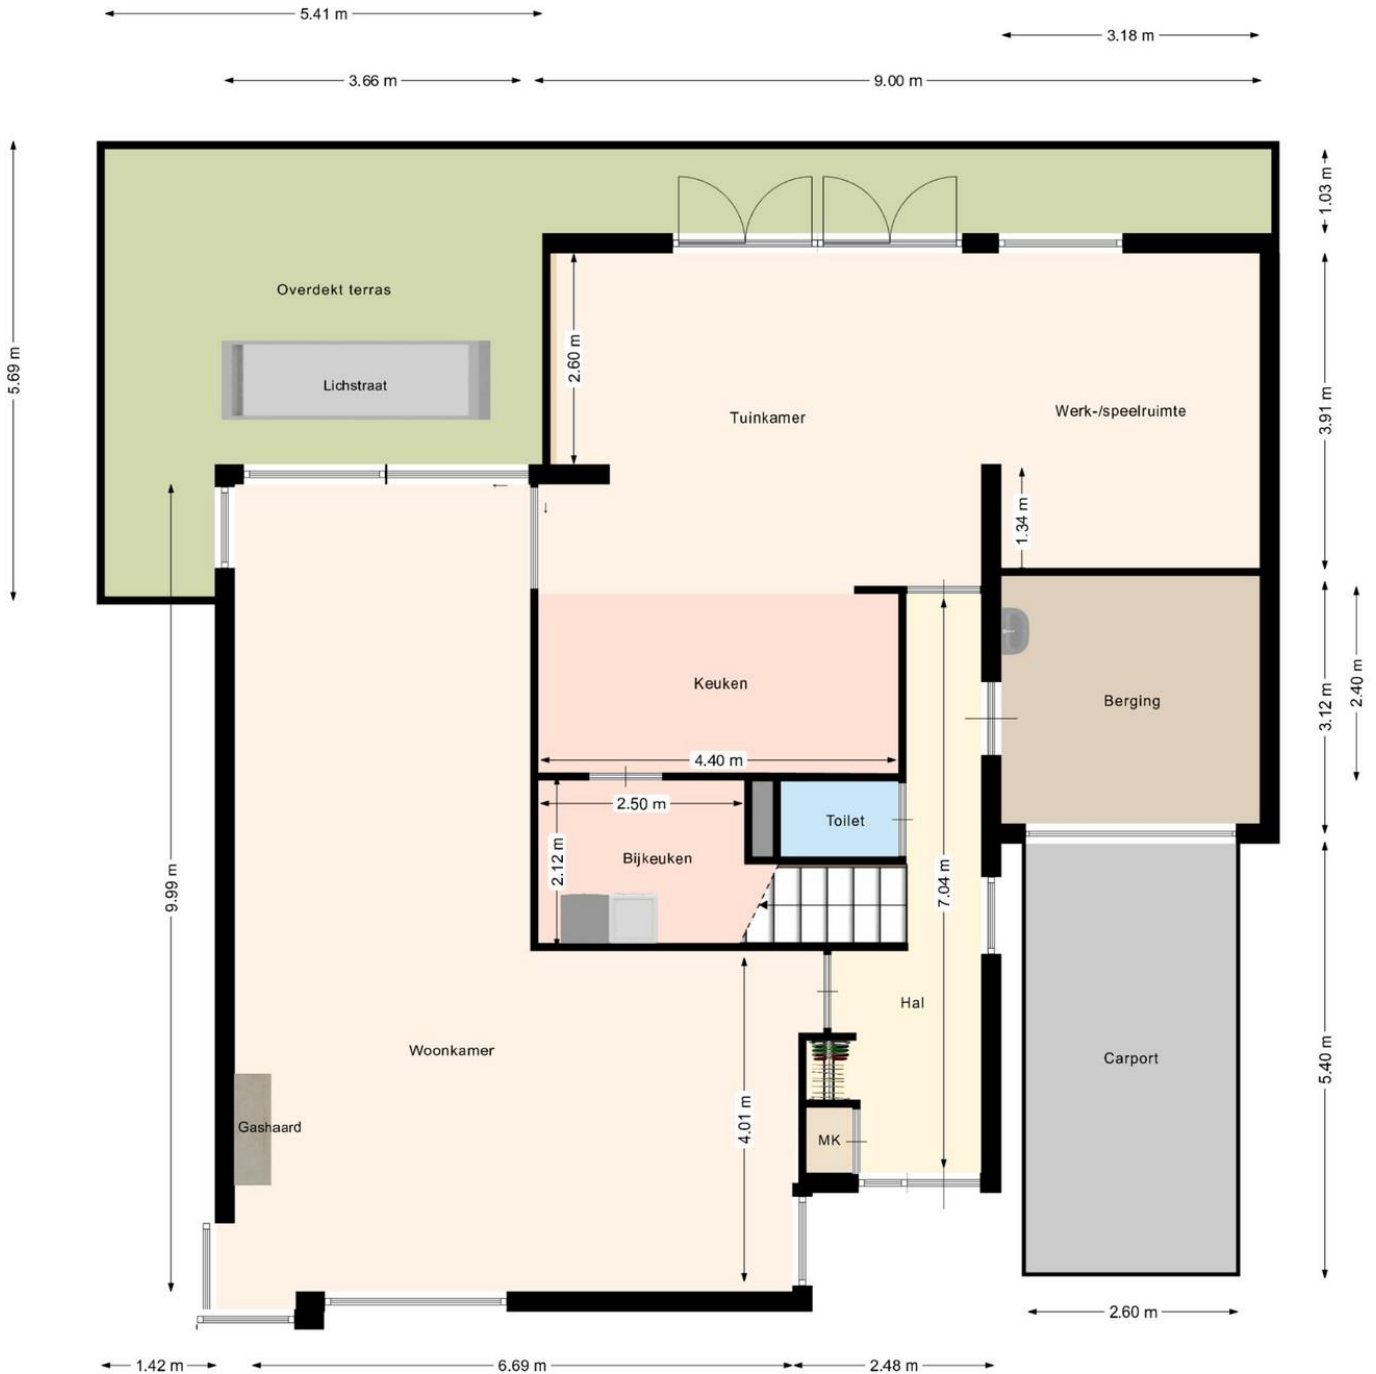 5.41 m
3.18 m
3.66 m
9.00 m
1.03 m
5.69 m
Overdekt terras
2.60 m
Lichstraat
Tuinkamer
Werk-/speelruimte
3.91 m
1.34 m
Keuken
Berging
3.12 m
2.40 m
4.40 m
2.50 m
Toilet
2.12 m
Bijkeuken
9.99 m
7.04 m
Hal
Woonkamer
Carport
5.40 m
Gashaard
4.01 m
MK
2.60 m
1.42 m
6.69 m
2.48 m